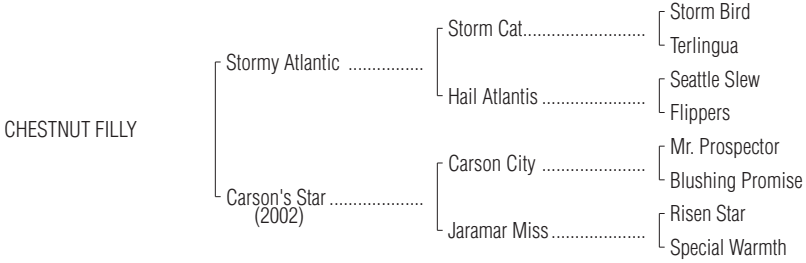 Storm Bird
Storm Cat..........................
Terlingua
Stormy Atlantic ................
Seattle Slew
Hail Atlantis ......................
Flippers
CHESTNUT FILLY
Mr. Prospector
Carson City ......................
Blushing Promise
Carson's Star ....................
(2002)
Risen Star
Jaramar Miss....................
Special Warmth